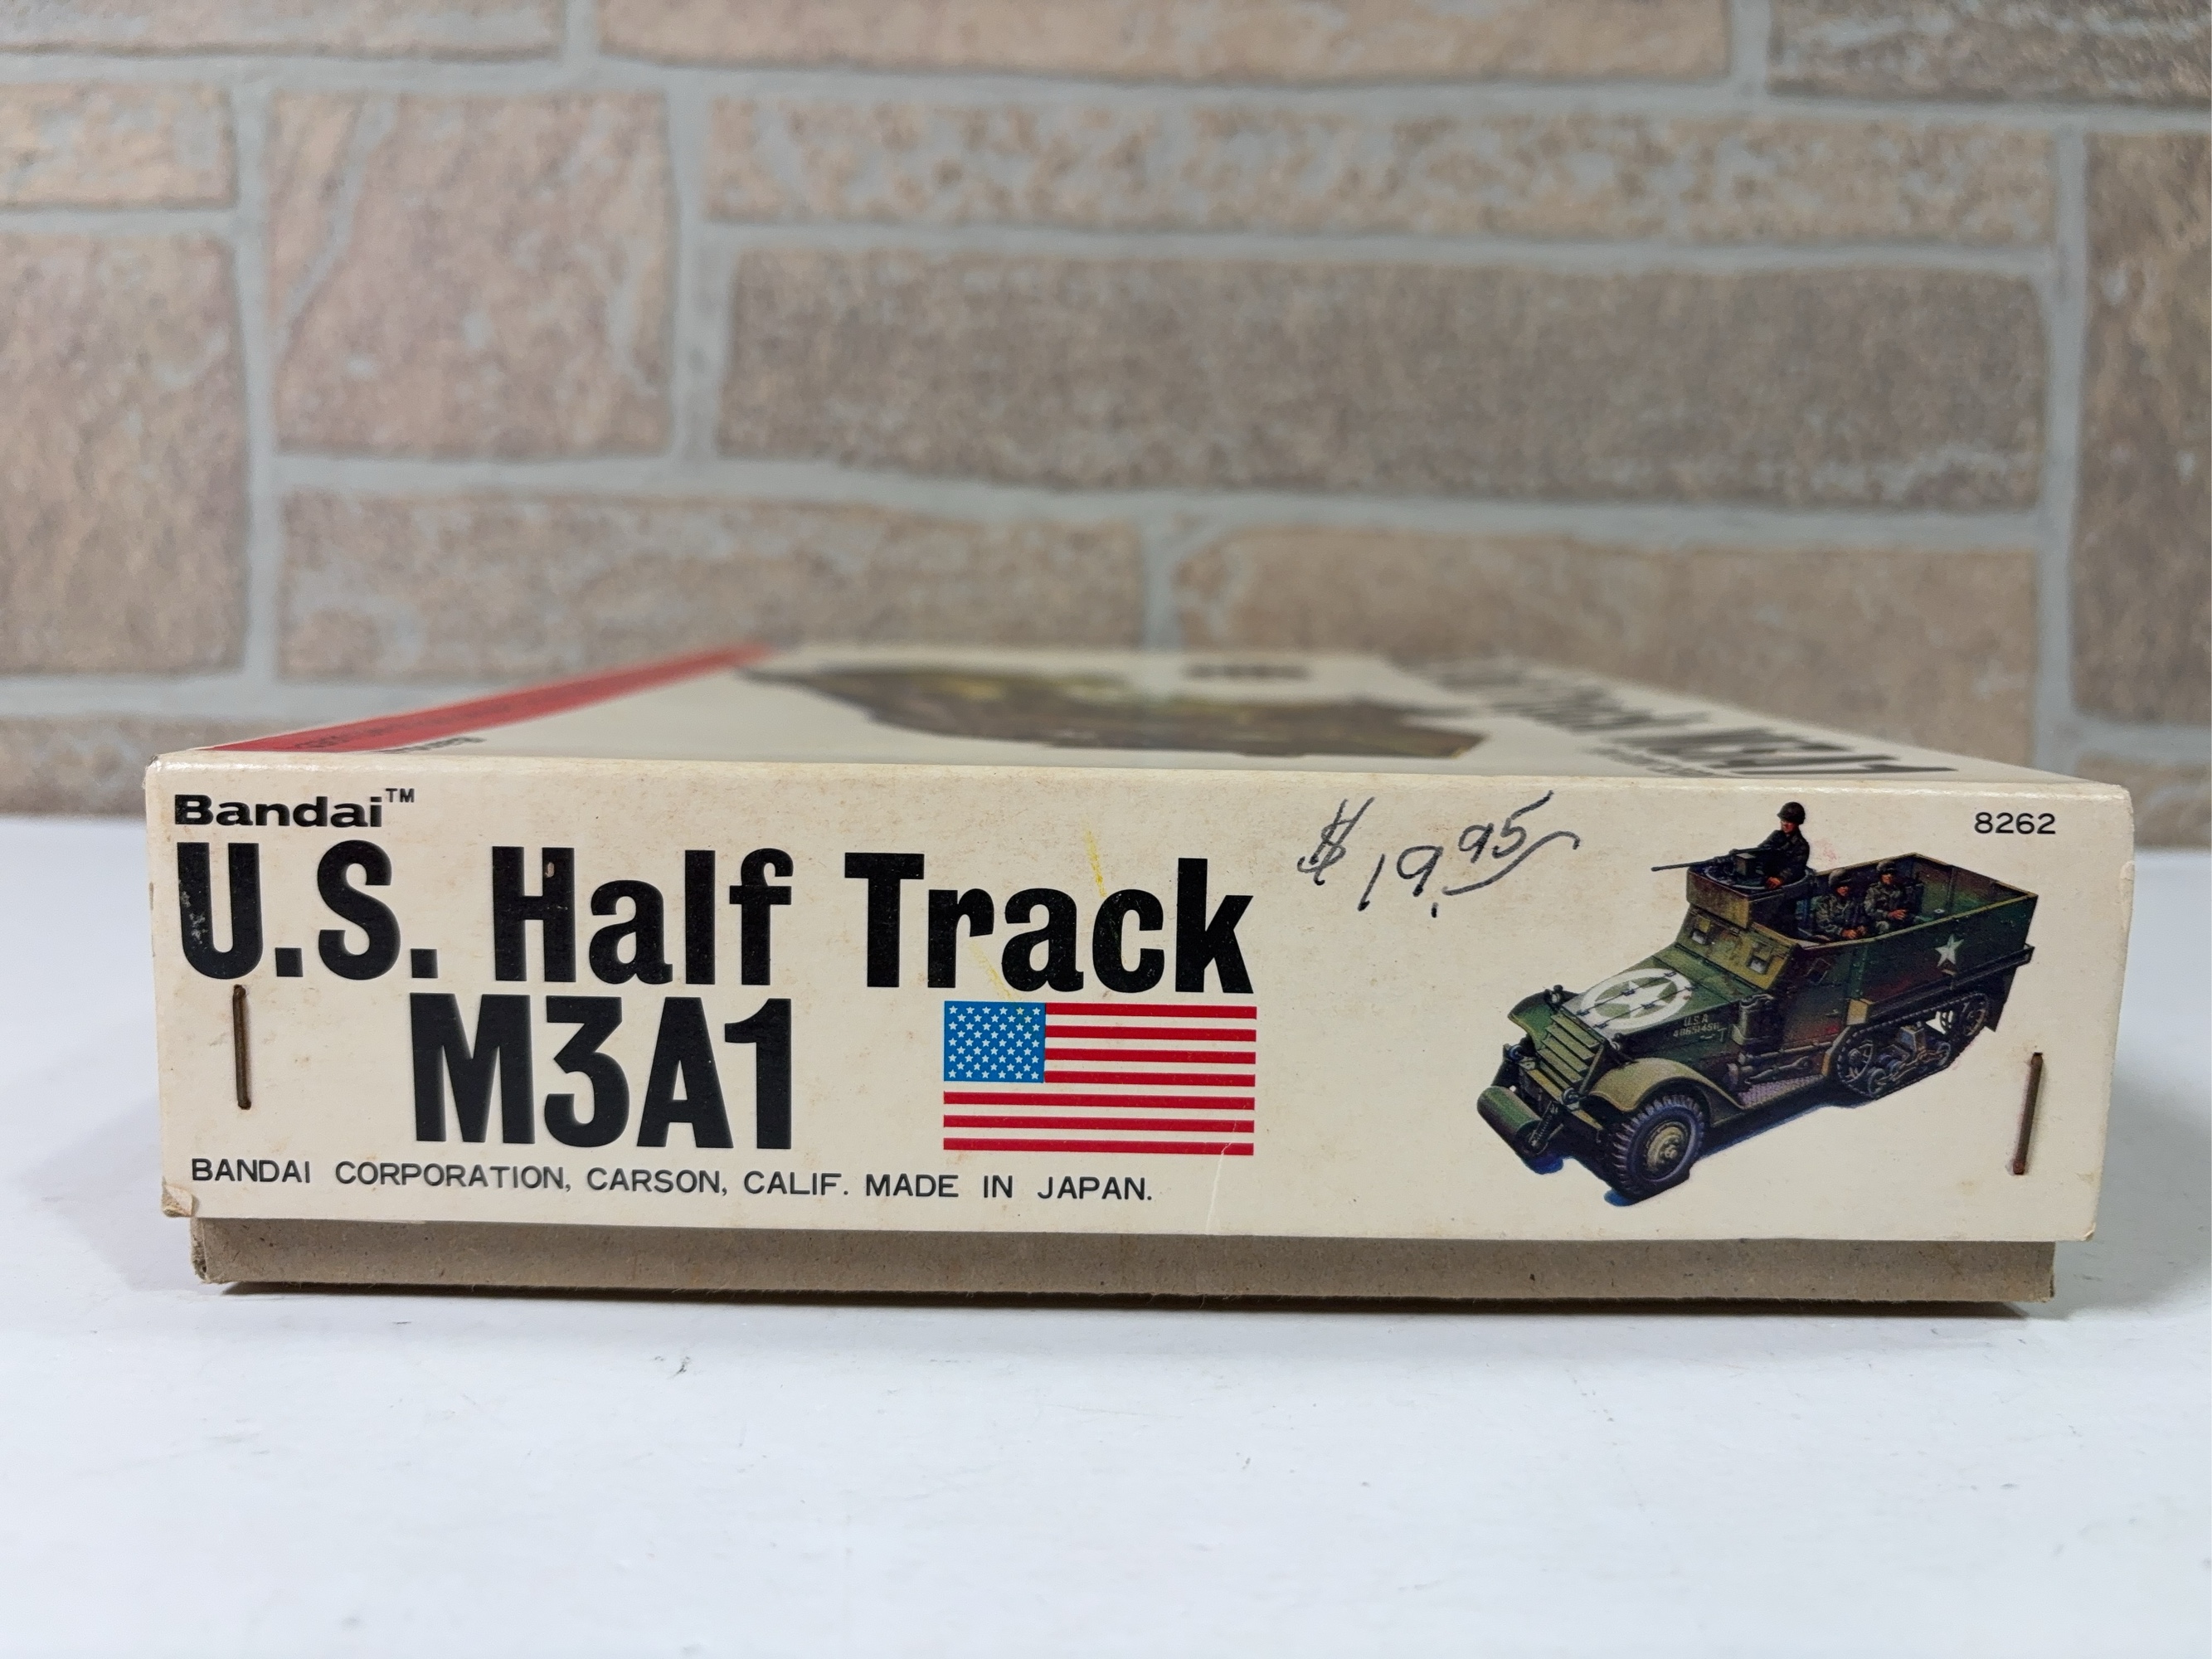 Bandai™
8262
$19.95
U.S. Half Track
M3A1
BANDAI CORPORATION, CARSON, CALIF. MADE IN JAPAN.
U.S.A